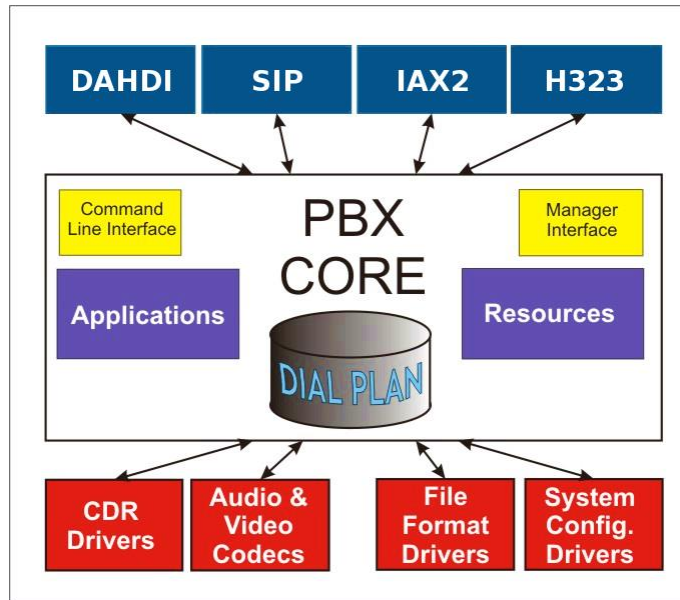 DAHDI
SIP
IAX2
H323
Command
Line Interface
PBX
CORE
Manager
Interface
Applications
Resources
DIAL PLAN
CDR
Drivers
Audio &
Video
Codecs
File
Format
Drivers
System
Config.
Drivers